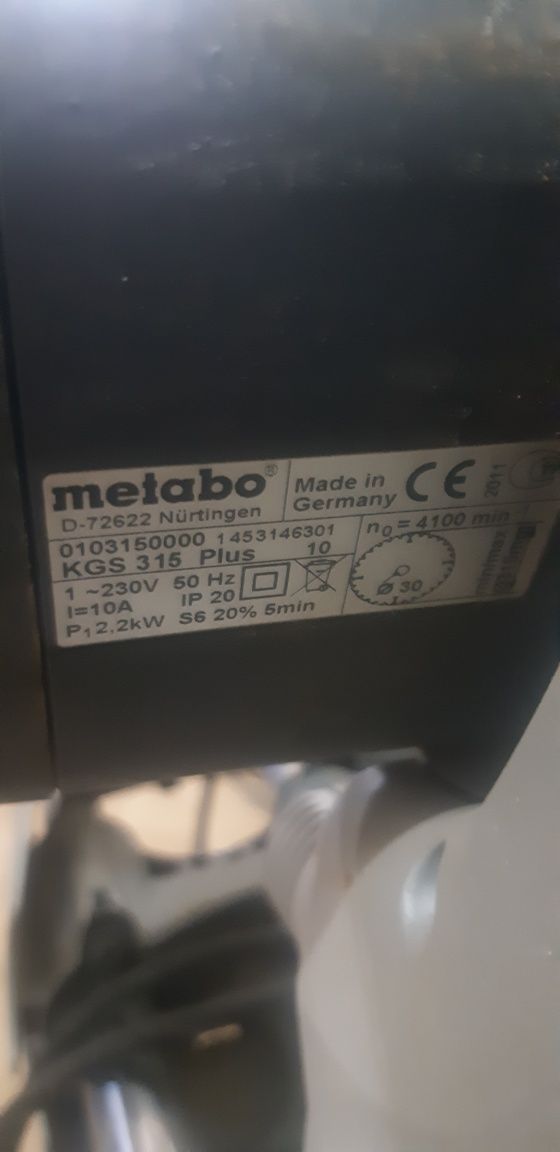 metabo®
D-72622 Nürtingen
Made in
Germany
CE
2011
0103150000 1453146301
KGS 315 Plus 10
n0 = 4100 min
1 ~230V 50 Hz
I=10A IP 20
P1 2,2kW S6 20% 5min
Ø 30